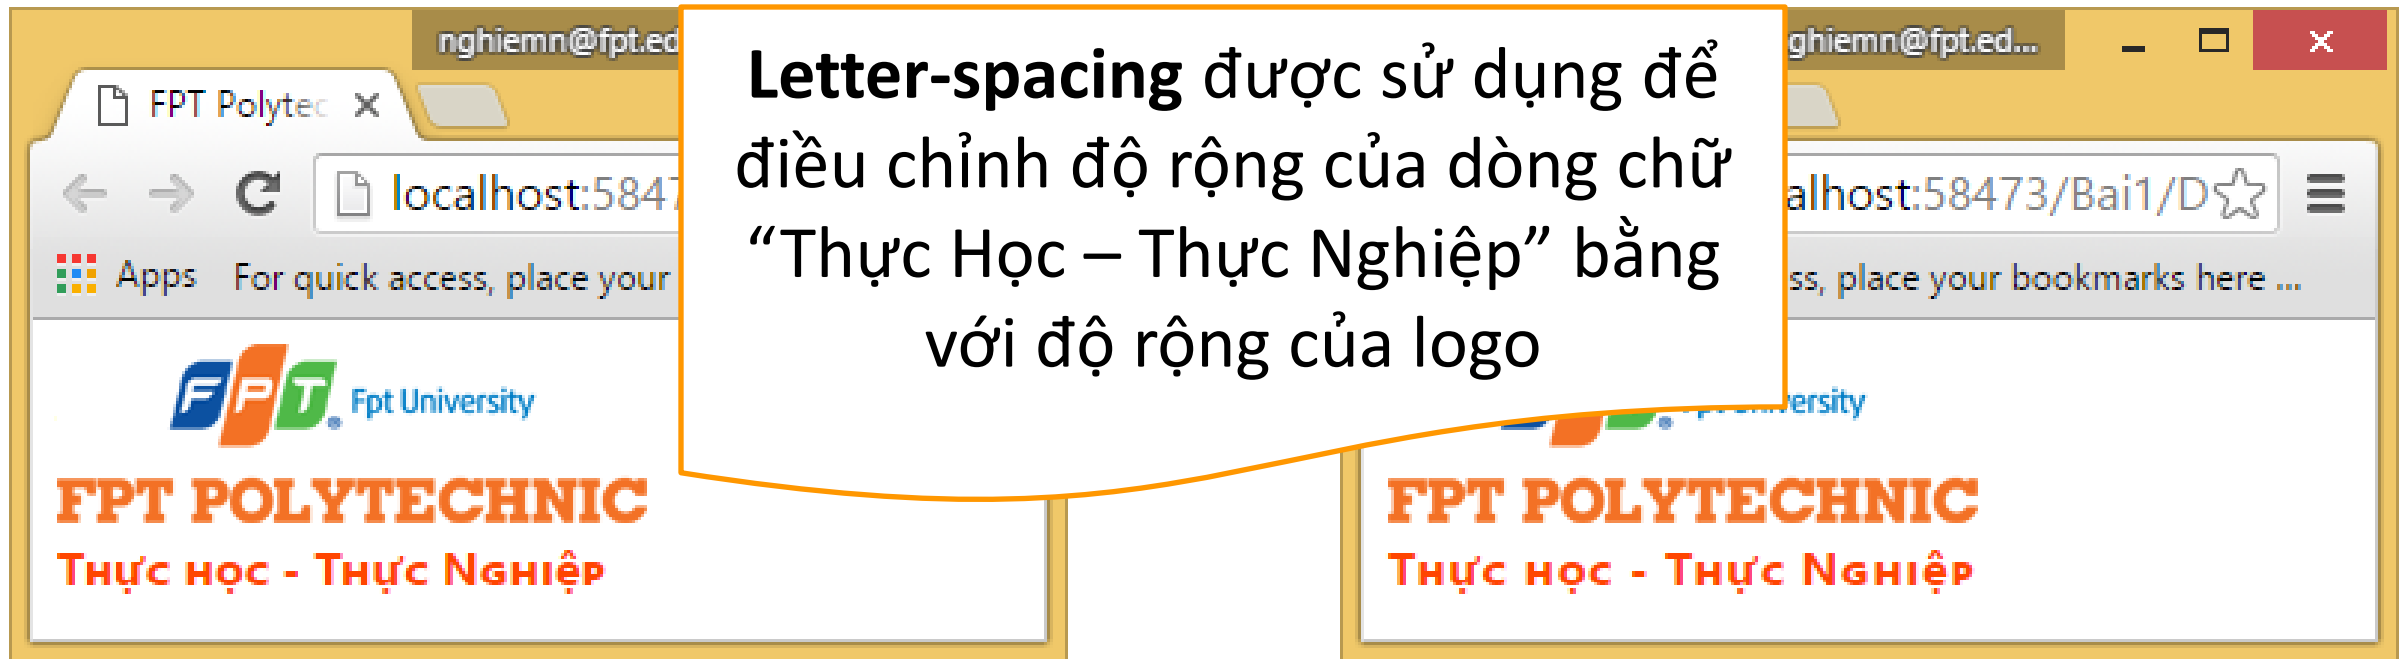 nghiemn@fpt.ed
FPT Polytec
localhost:5847
Apps For quick access, place your
FPT. Fpt University
FPT POLYTECHNIC
Thực học - Thực Nghiệp
Letter-spacing được sử dụng để
điều chỉnh độ rộng của dòng chữ
“Thực Học – Thực Nghiệp” bằng
với độ rộng của logo
ghiemn@fpt.ed...
alhost:58473/Bai1/D
ss, place your bookmarks here ...
ersity
FPT POLYTECHNIC
Thực học - Thực Nghiệp